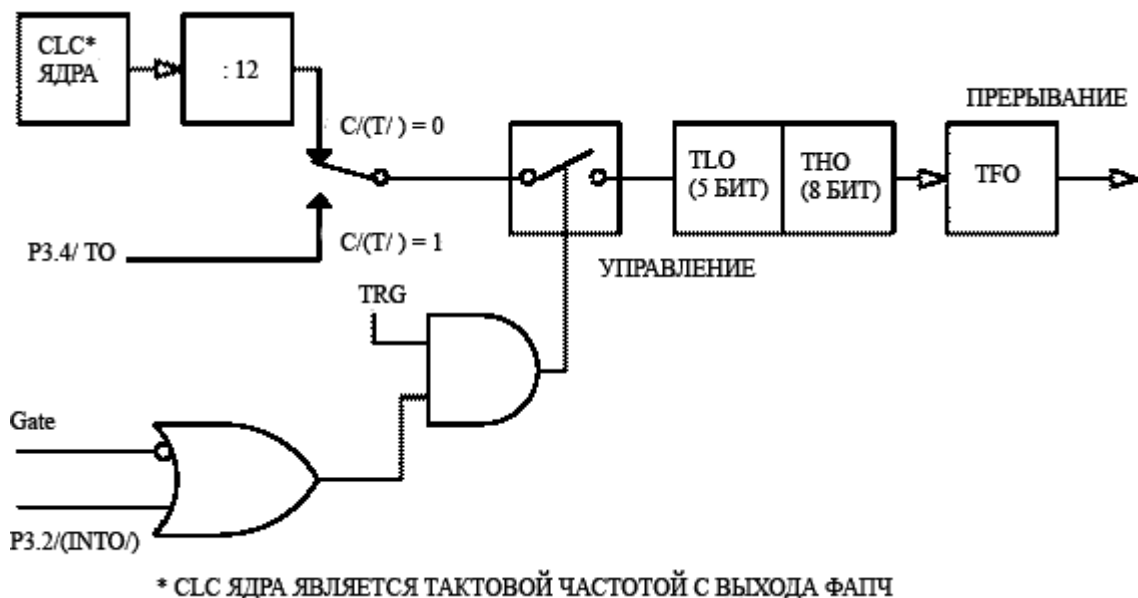 CLC*
ЯДРА
: 12
C/(T/ ) = 0
ПРЕРЫВАНИЕ
TLO
(5 БИТ)
THO
(8 БИТ)
TFO
P3.4/ TO
C/(T/ ) = 1
УПРАВЛЕНИЕ
TRG
Gate
P3.2/(INTO/)
* CLC ЯДРА ЯВЛЯЕТСЯ ТАКТОВОЙ ЧАСТОТОЙ С ВЫХОДА ФАПЧ